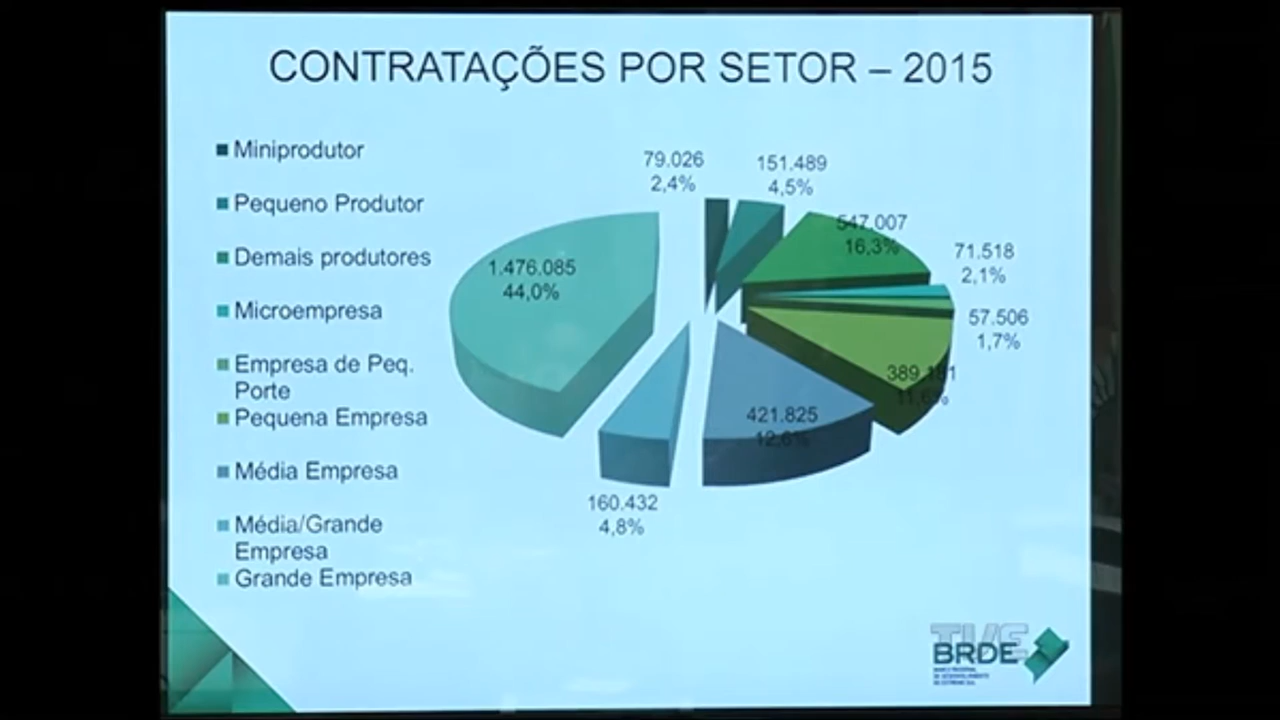 CONTRATAÇÕES POR SETOR – 2015
Miniprodutor
Pequeno Produtor
Demais produtores
Microempresa
Empresa de Peq.
Porte
Pequena Empresa
Média Empresa
Média/Grande
Empresa
Grande Empresa
79.026
2,4%
151.489
4,5%
547.007
16,3%
71.518
2,1%
57.506
1,7%
11,6%
421.825
12,6%
160.432
4,8%
1.476.085
44,0%
TVE
BRDE